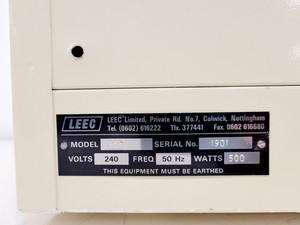 LEEC LEEC Limited, Private Rd. No.7, Colwick, Nottingham
Tel. (0602) 616222 Tlx. 377441 Fax.0602 616680
MODEL SERIAL No. 1901
VOLTS 240 FREQ 50 Hz WATTS 500
THIS EQUIPMENT MUST BE EARTHED